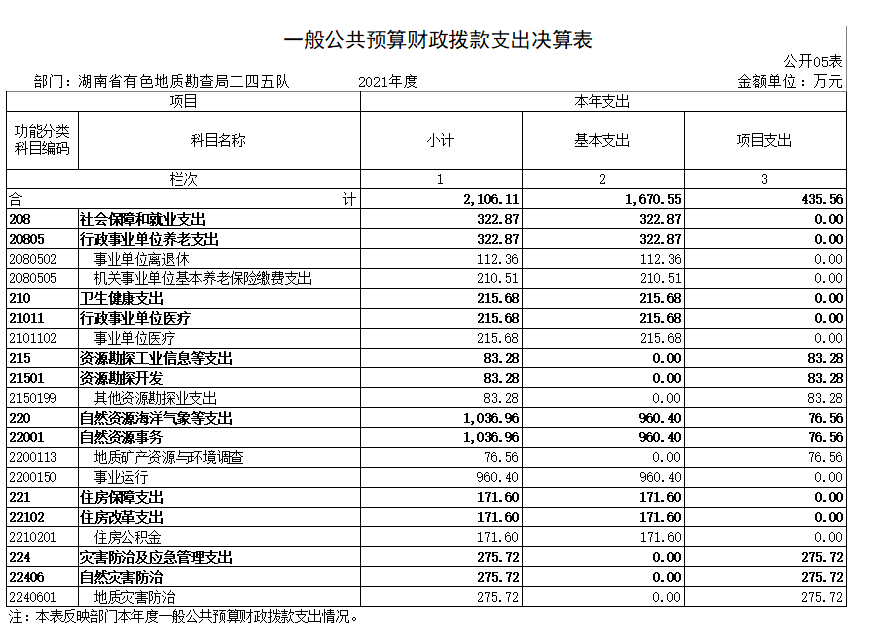 一般公共预算财政拨款支出决算表
公开05表
部门：湖南省有色地质勘查局二四五队 2021年度 金额单位：万元
项目 本年支出
功能分类科目编码 科目名称 小计 基本支出 项目支出
栏次 1 2 3
合计 2,106.11 1,670.55 435.56
208 社会保障和就业支出 322.87 322.87 0.00
20805 行政事业单位养老支出 322.87 322.87 0.00
2080502 事业单位离退休 112.36 112.36 0.00
2080505 机关事业单位基本养老保险缴费支出 210.51 210.51 0.00
210 卫生健康支出 215.68 215.68 0.00
21011 行政事业单位医疗 215.68 215.68 0.00
2101102 事业单位医疗 215.68 215.68 0.00
215 资源勘探工业信息等支出 83.28 0.00 83.28
21501 资源勘探开发 83.28 0.00 83.28
2150199 其他资源勘探业支出 83.28 0.00 83.28
220 自然资源海洋气象等支出 1,036.96 960.40 76.56
22001 自然资源事务 1,036.96 960.40 76.56
2200113 地质矿产资源与环境调查 76.56 0.00 76.56
2200150 事业运行 960.40 960.40 0.00
221 住房保障支出 171.60 171.60 0.00
22102 住房改革支出 171.60 171.60 0.00
2210201 住房公积金 171.60 171.60 0.00
224 灾害防治及应急管理支出 275.72 0.00 275.72
22406 自然灾害防治 275.72 0.00 275.72
2240601 地质灾害防治 275.72 0.00 275.72
注：本表反映部门本年度一般公共预算财政拨款支出情况。